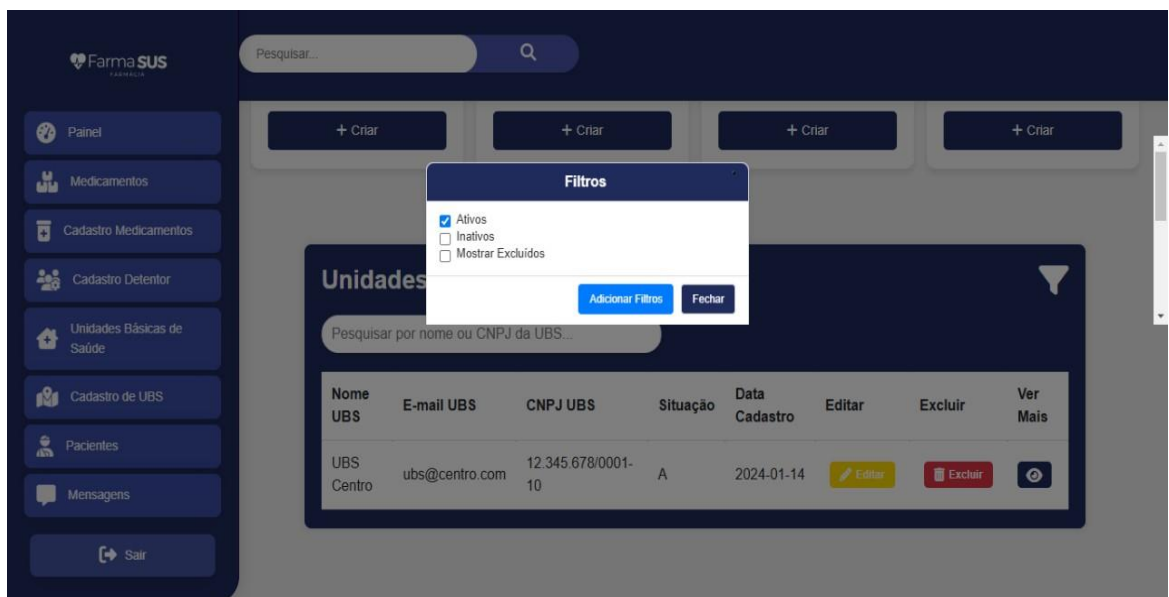 FarmaSUS
FARMÁCIA
Pesquisar...
Painel
Medicamentos
Cadastro Medicamentos
Cadastro Detentor
Unidades Básicas de
Saúde
Cadastro de UBS
Pacientes
Mensagens
Sair
+ Criar
+ Criar
+ Criar
+ Criar
Filtros
Ativos
Inativos
Mostrar Excluídos
Adicionar Filtros
Fechar
Unidades
Pesquisar por nome ou CNPJ da UBS...
Nome
UBS
E-mail UBS
CNPJ UBS
Situação
Data
Cadastro
Editar
Excluir
Ver
Mais
UBS
Centro
ubs@centro.com
12.345.678/0001-
10
A
2024-01-14
Editar
Excluir